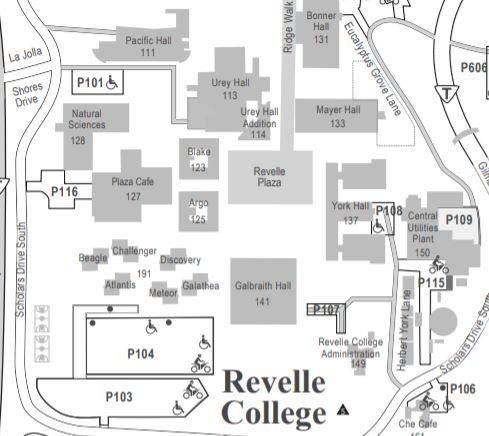 Bonner
Hall
131
Ridge Walk
Pacific Hall
111
Eucalyptus Grove Lane
La Jolla
Shores
Drive
P101
Urey Hall
113
P606
T
Natural
Sciences
128
Urey Hall
Addition
114
Mayer Hall
133
Blake
123
Revelle
Plaza
P116
Plaza Cafe
127
Argo
125
York Hall
137
P108
Central
Utilities
Plant
150
P109
Scholars Drive South
Beagle
Challenger
191
Discovery
Atlantis
Meteor
Galathea
Galbraith Hall
141
P115
P107
Herbert York Lane
Revelle College
Administration
149
P104
P103
Revelle
College
Scholars Drive Sou
P106
Che Cafe